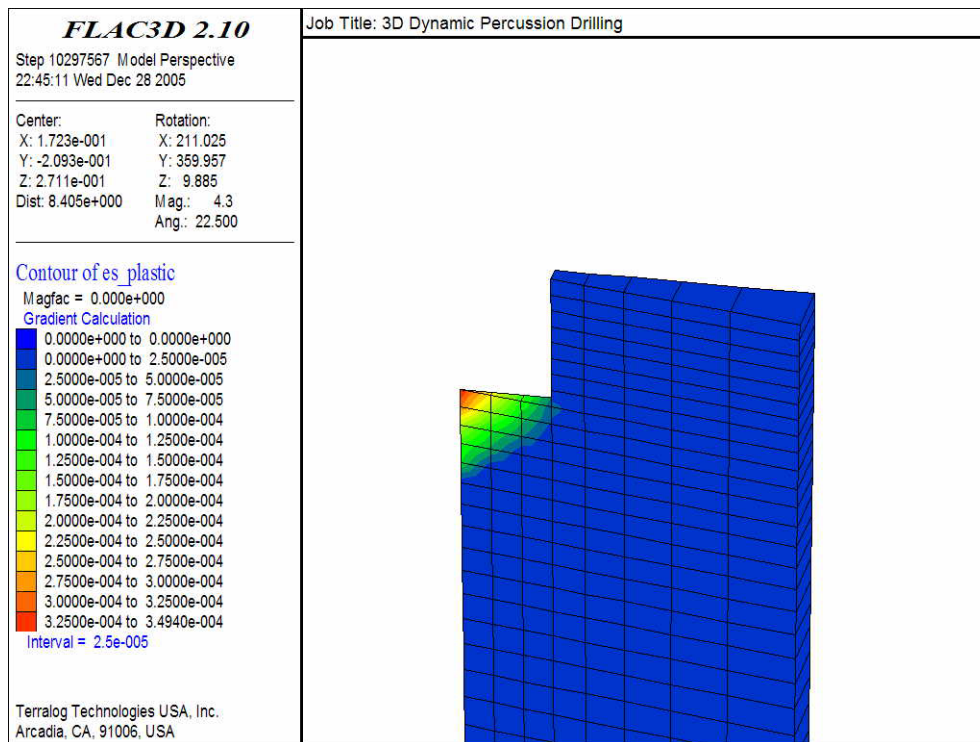 FLAC3D 2.10
Job Title: 3D Dynamic Percussion Drilling
Step 10297567 Model Perspective
22:45:11 Wed Dec 28 2005
Center: Rotation:
X: 1.723e-001 X: 211.025
Y: -2.093e-001 Y: 359.957
Z: 2.711e-001 Z: 9.885
Dist: 8.405e+000 Mag.: 4.3
Ang.: 22.500
Contour of es_plastic
Magfac = 0.000e+000
Gradient Calculation
0.0000e+000 to 0.0000e+000
0.0000e+000 to 2.5000e-005
2.5000e-005 to 5.0000e-005
5.0000e-005 to 7.5000e-005
7.5000e-005 to 1.0000e-004
1.0000e-004 to 1.2500e-004
1.2500e-004 to 1.5000e-004
1.5000e-004 to 1.7500e-004
1.7500e-004 to 2.0000e-004
2.0000e-004 to 2.2500e-004
2.2500e-004 to 2.5000e-004
2.5000e-004 to 2.7500e-004
2.7500e-004 to 3.0000e-004
3.0000e-004 to 3.2500e-004
3.2500e-004 to 3.4940e-004
Interval = 2.5e-005
Terralog Technologies USA, Inc.
Arcadia, CA, 91006, USA